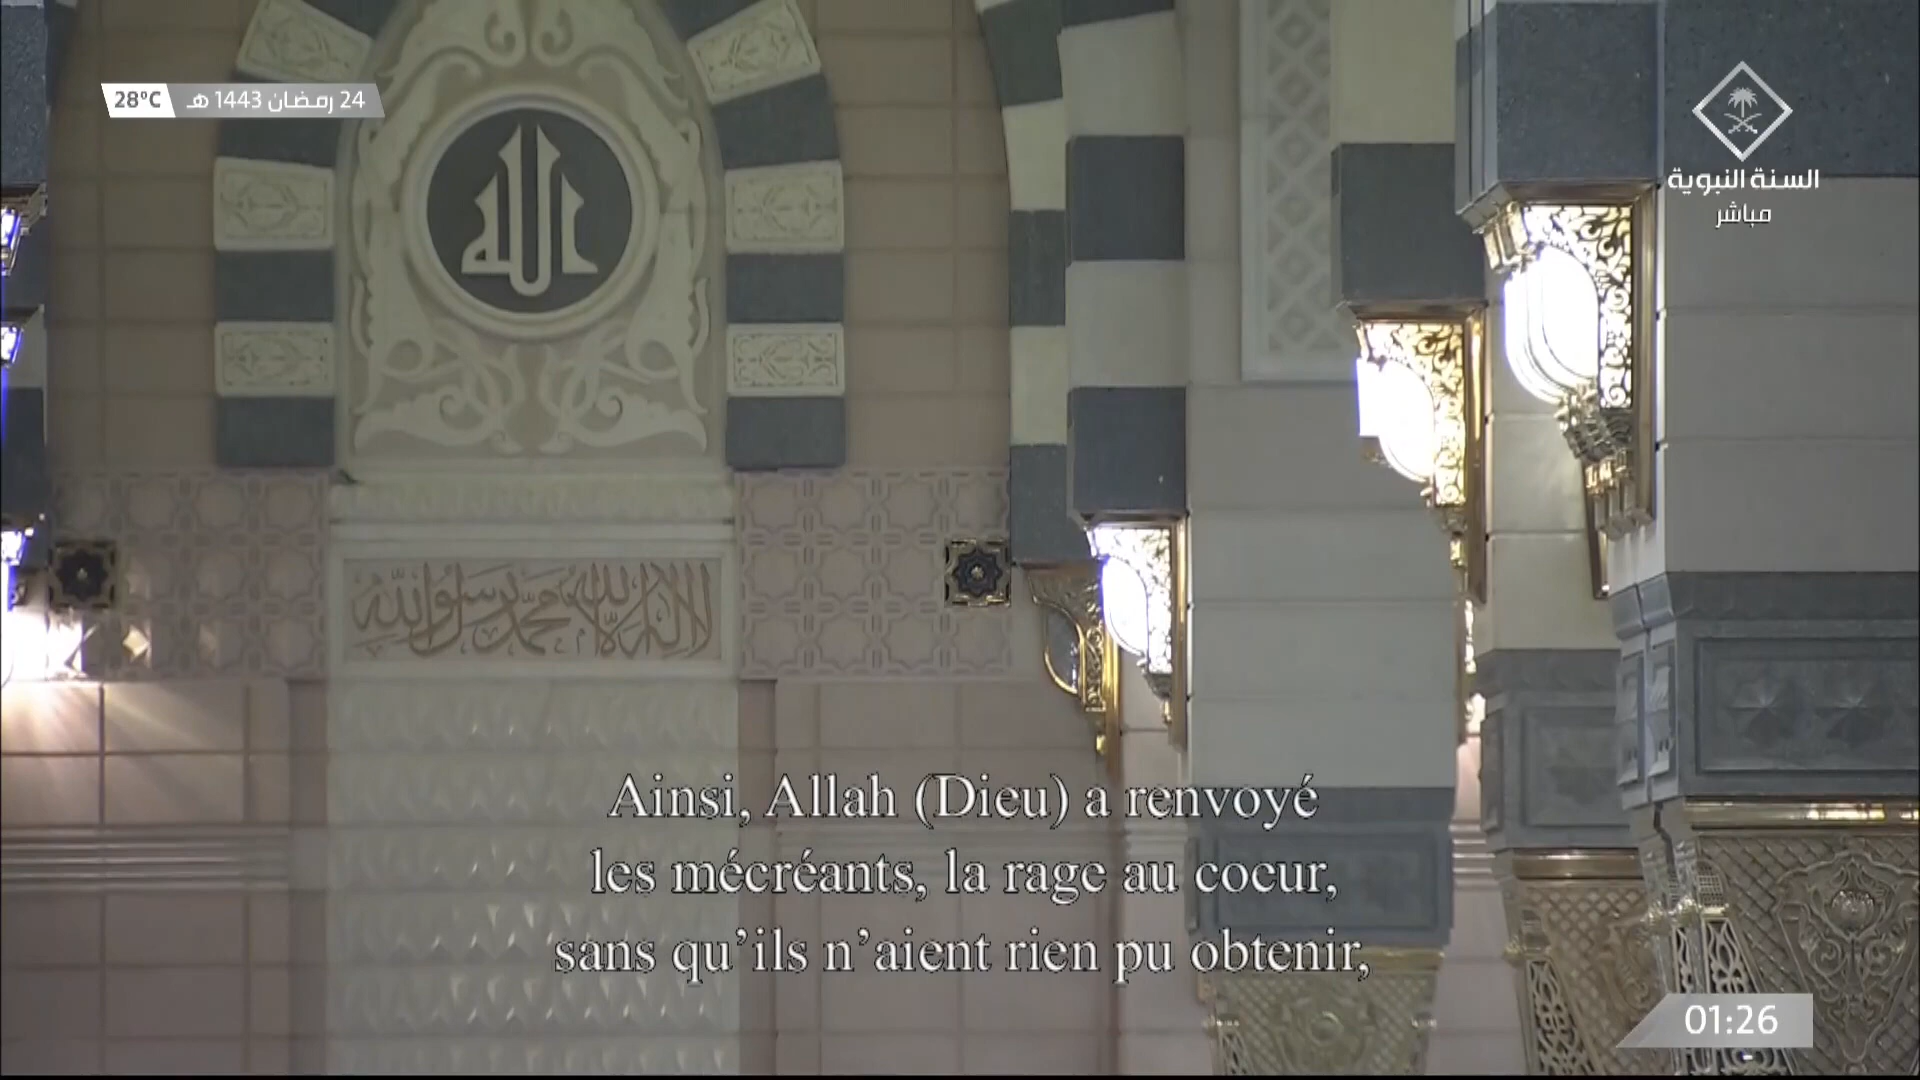 28°C 24 رمضان 1443 هـ
السنة النبوية
مباشر
الله
لا إله إلا الله محمد رسول الله
Ainsi, Allah (Dieu) a renvoyé
les mécréants, la rage au coeur,
sans qu’ils n’aient rien pu obtenir,
01:26